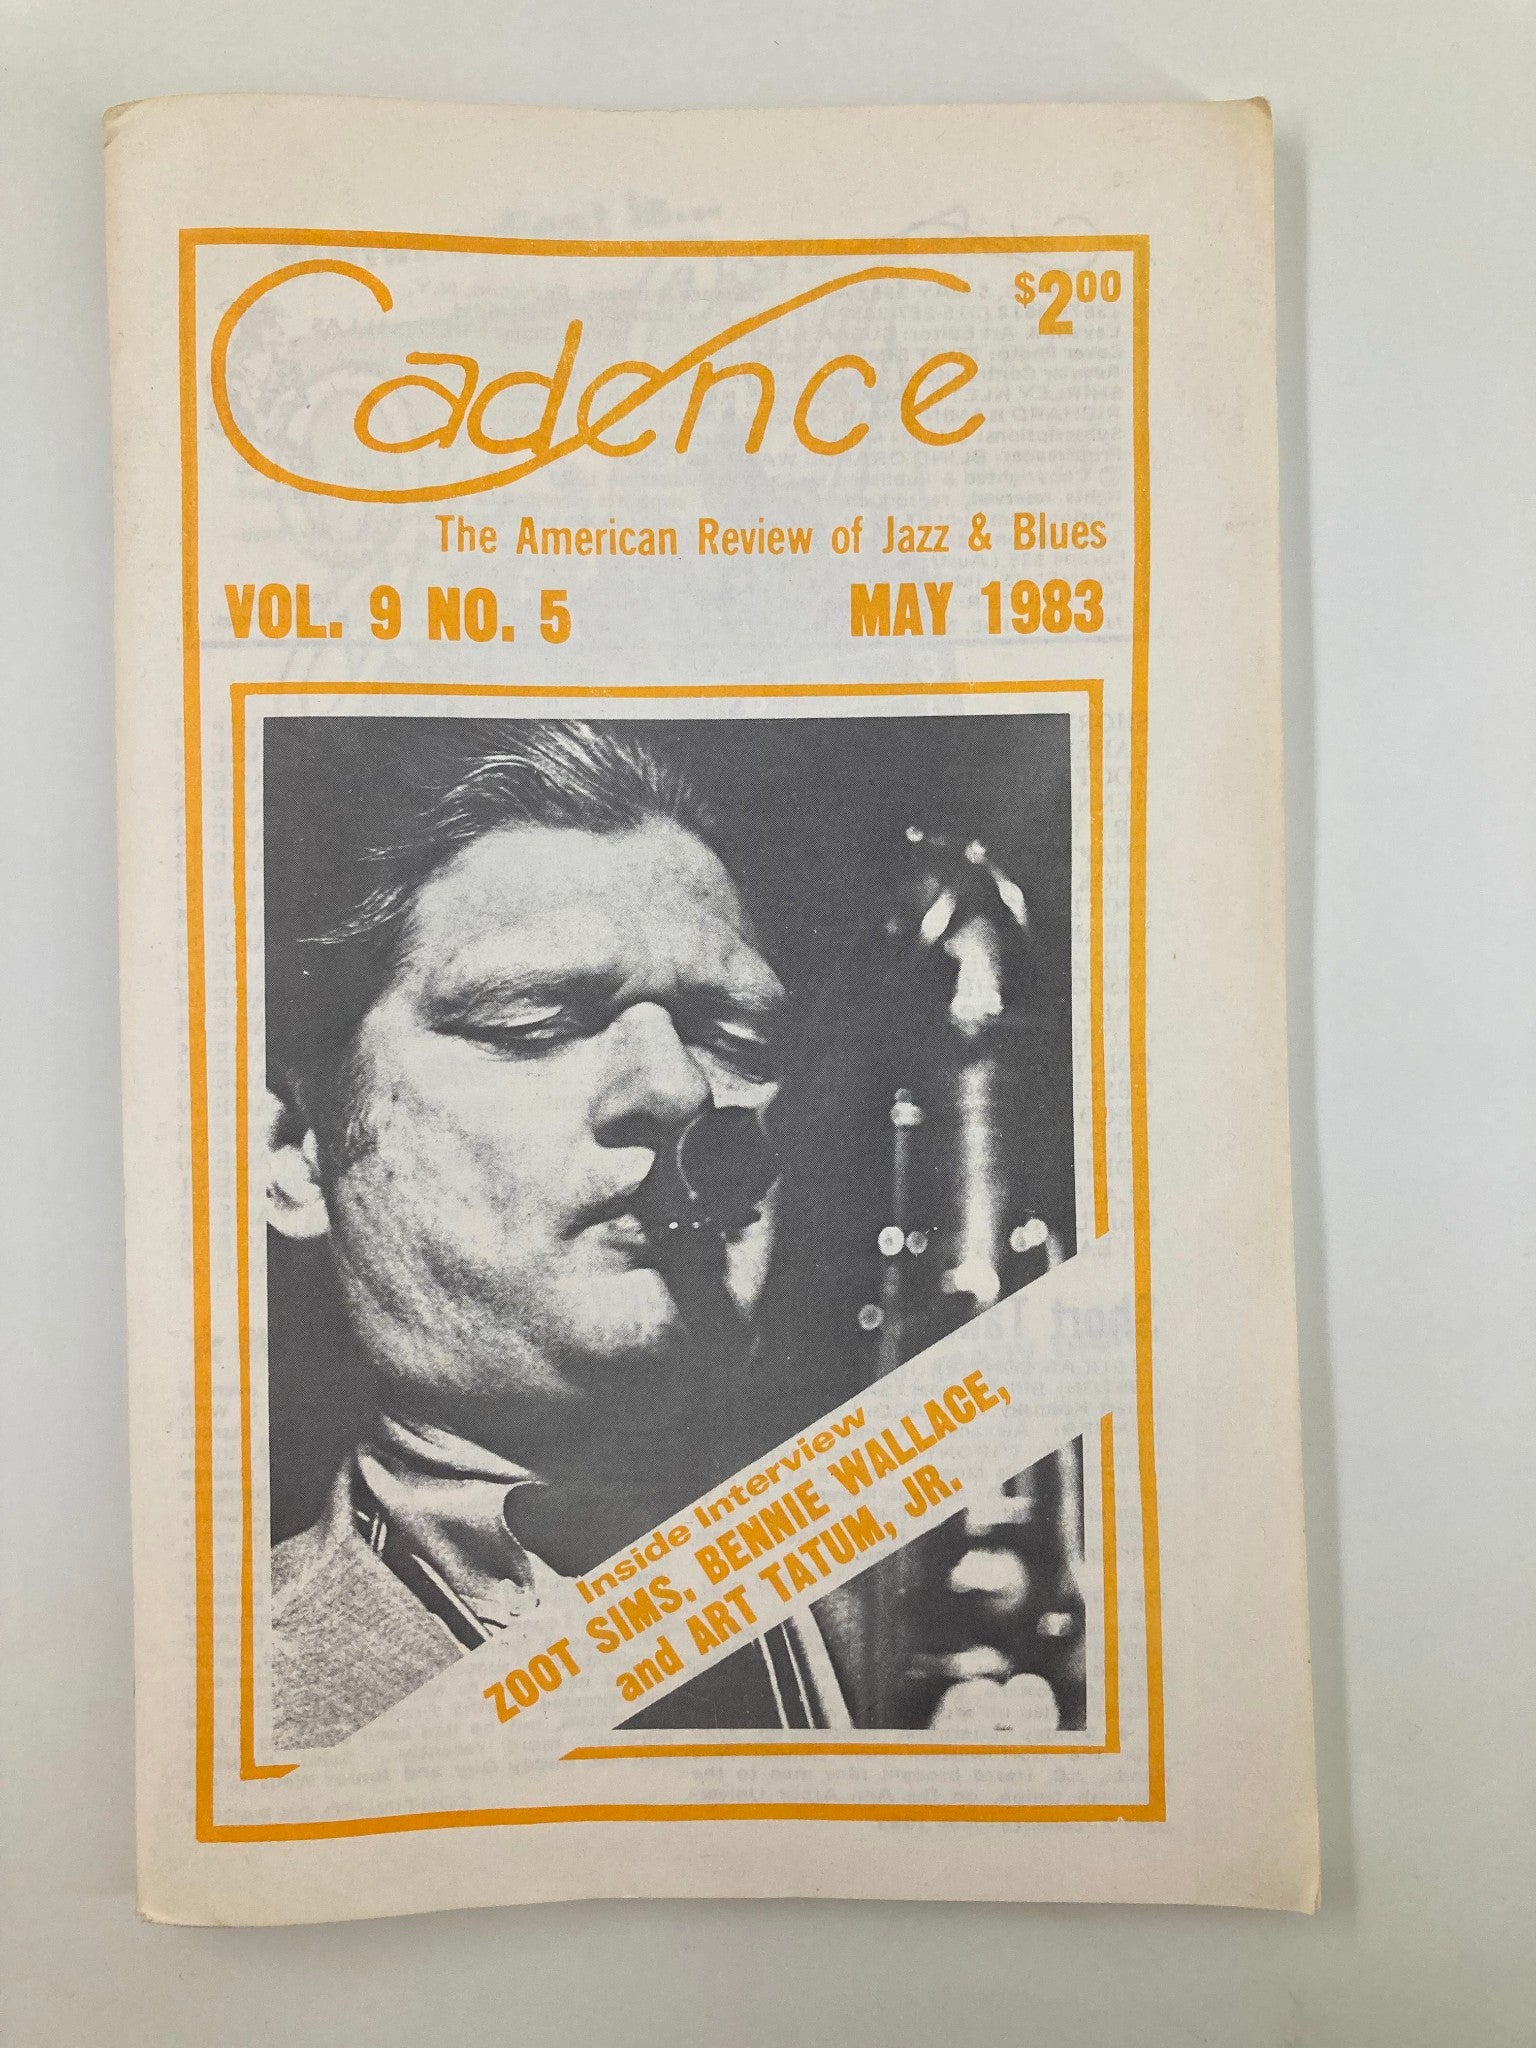 Cadence
$2.00
The American Review of Jazz & Blues
VOL. 9 NO. 5
MAY 1983
Inside Interview
ZOOT SIMS, BENNIE WALLACE,
and ART TATUM, JR.